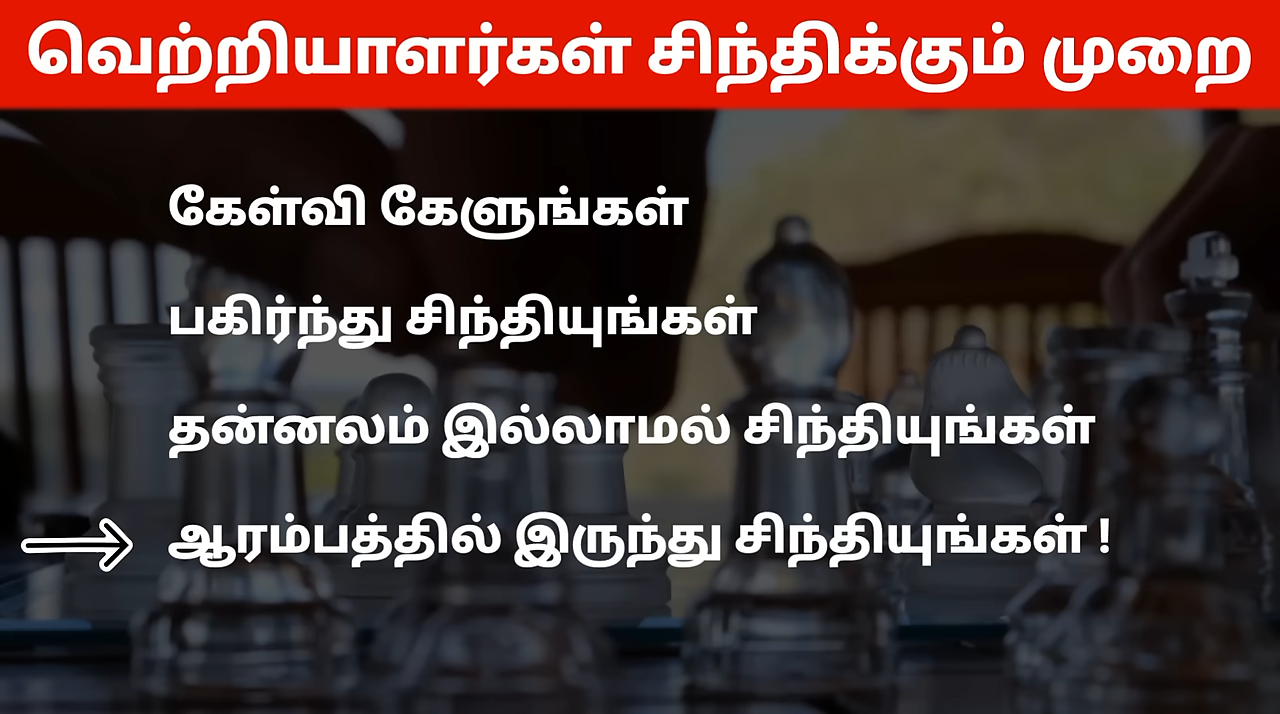 வெற்றியாளர்கள் சிந்திக்கும் முறை
கேள்வி கேளுங்கள்
பகிர்ந்து சிந்தியுங்கள்
தன்னலம் இல்லாமல் சிந்தியுங்கள்
ஆரம்பத்தில் இருந்து சிந்தியுங்கள் !